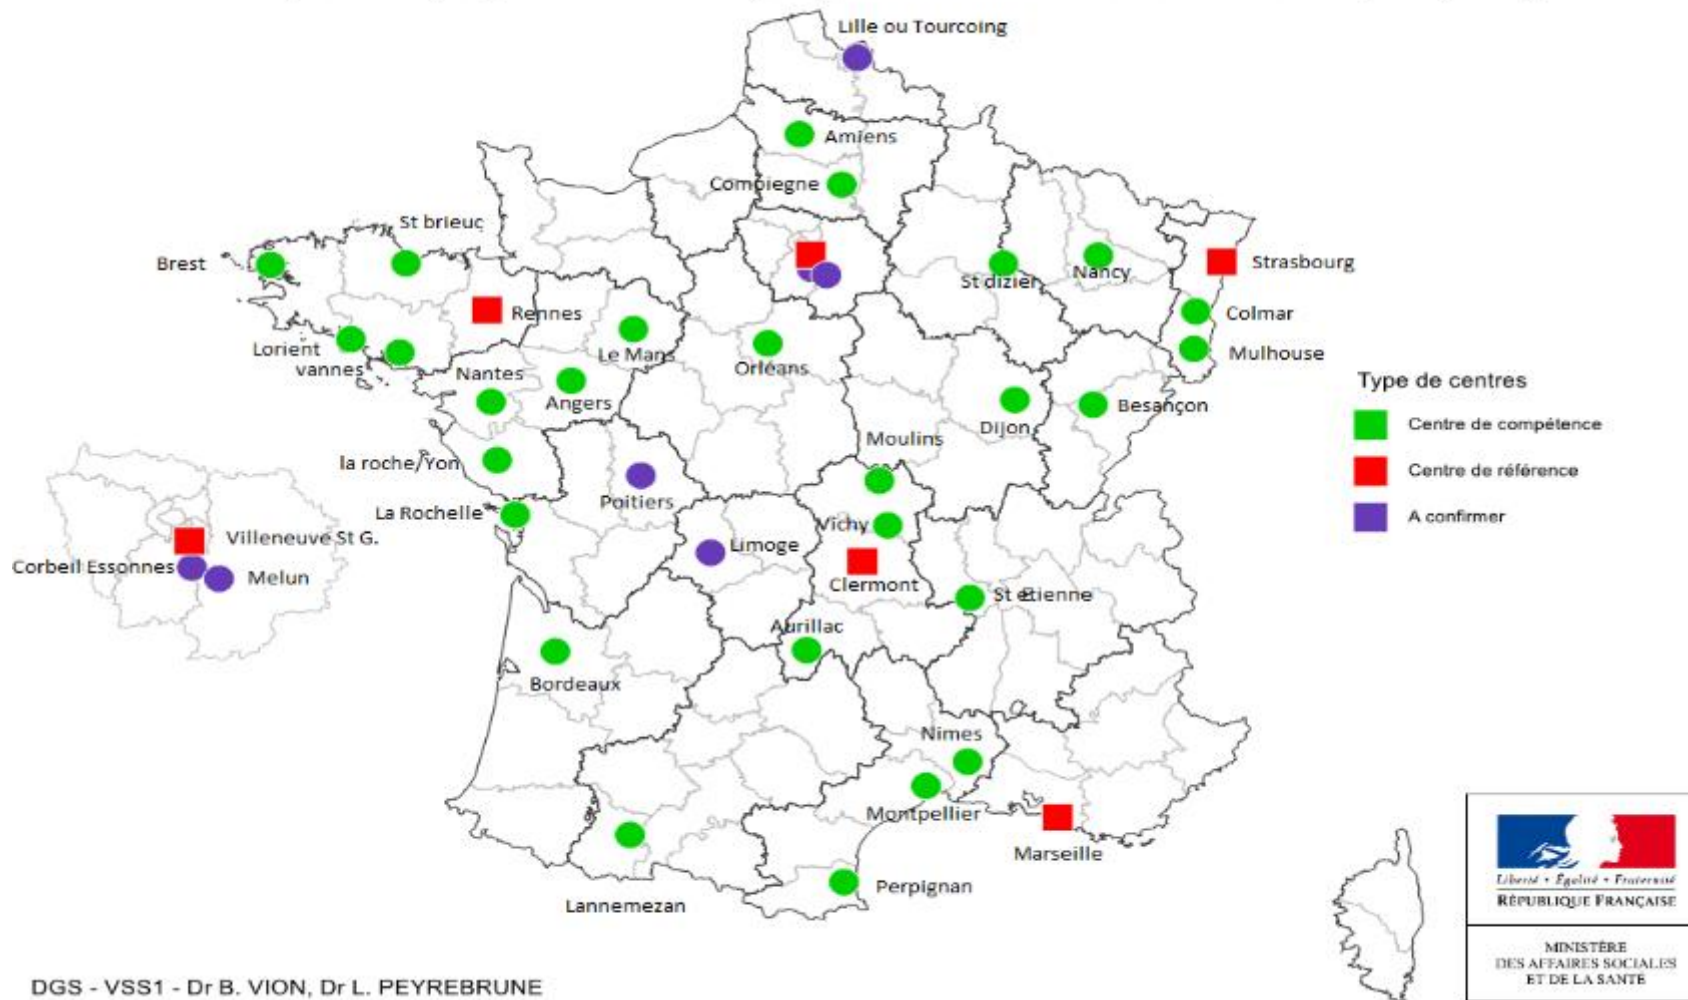 Lille ou Tourcoing
Amiens
Compiegne
St brieuc
Brest
Strasbourg
St dizier
Nancy
Rennes
Colmar
Lorient
Le Mans
Mulhouse
vannes
Nantes
Orléans
Type de centres
Angers
Besançon
Dijon
Centre de compétence
Moulins
la roche/Yon
Centre de référence
Poitiers
La Rochelle
A confirmer
Vichy
Villeneuve St G.
Limoge
Corbeil Essonnes
Melun
Clermont
St etienne
Aurillac
Bordeaux
Nimes
Montpellier
Marseille
Perpignan
Lannemezan
Liberté • Égalité • Fraternité
RÉPUBLIQUE FRANÇAISE
MINISTÈRE
DES AFFAIRES SOCIALES
ET DE LA SANTÉ
DGS - VSS1 - Dr B. VION, Dr L. PEYREBRUNE